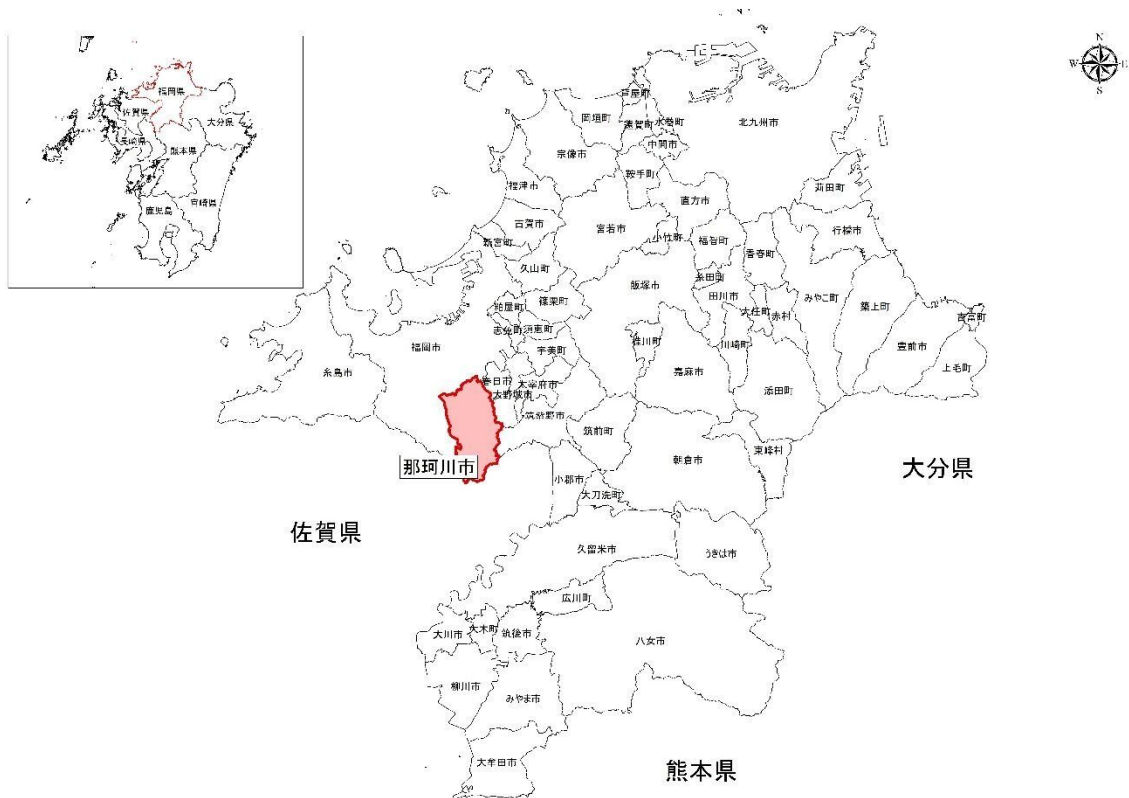 福岡県
佐賀県
大分県
長崎県
熊本県
宮崎県
鹿児島
N
W
E
S
芦屋町
岡垣町
遠賀町
水巻町
北九州市
中間市
宗像市
鞍手町
苅田町
福津市
直方市
古賀市
宮若市
小竹町
福智町
行橋市
新宮町
香春町
久山町
糸田町
飯塚市
田川市
みやこ町
篠栗町
粕屋町
大任町
赤村
築上町
吉富町
志免町
須恵町
福岡市
宇美町
桂川町
川崎町
豊前市
上毛町
糸島市
春日市
太宰府市
嘉麻市
添田町
大野城市
筑紫野市
筑前町
那珂川市
朝倉市
東峰村
大分県
小郡市
大刀洗町
佐賀県
久留米市
うきは市
広川町
大川市
大木町
筑後市
八女市
柳川市
みやま市
大牟田市
熊本県